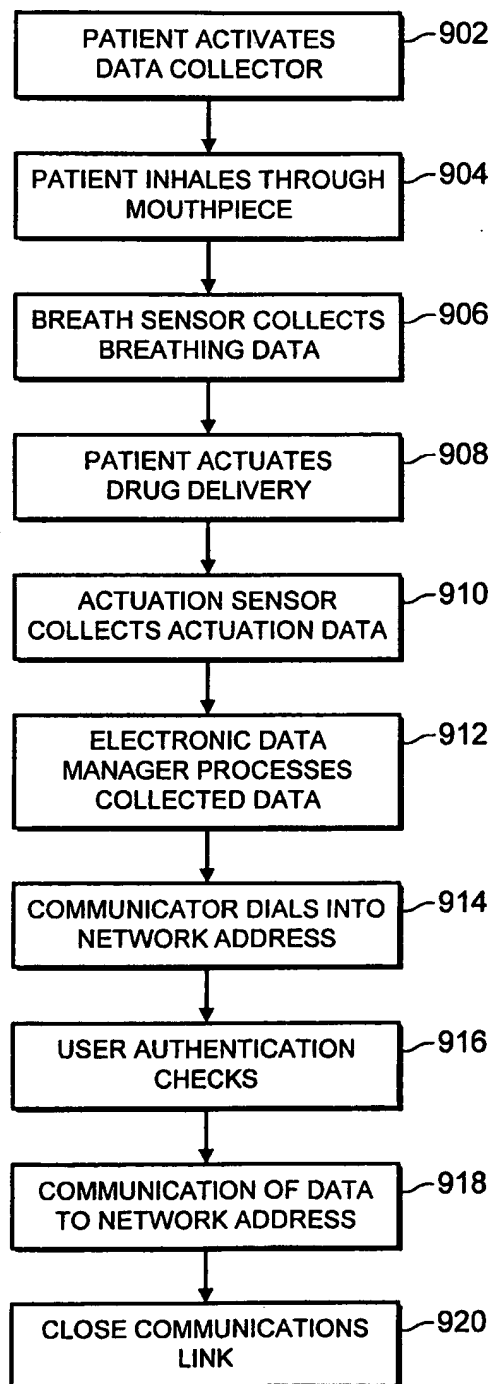 PATIENT ACTIVATES
DATA COLLECTOR
902
PATIENT INHALES THROUGH
MOUTHPIECE
904
BREATH SENSOR COLLECTS
BREATHING DATA
906
PATIENT ACTUATES
DRUG DELIVERY
908
ACTUATION SENSOR
COLLECTS ACTUATION DATA
910
ELECTRONIC DATA
MANAGER PROCESSES
COLLECTED DATA
912
COMMUNICATOR DIALS INTO
NETWORK ADDRESS
914
USER AUTHENTICATION
CHECKS
916
COMMUNICATION OF DATA
TO NETWORK ADDRESS
918
CLOSE COMMUNICATIONS
LINK
920